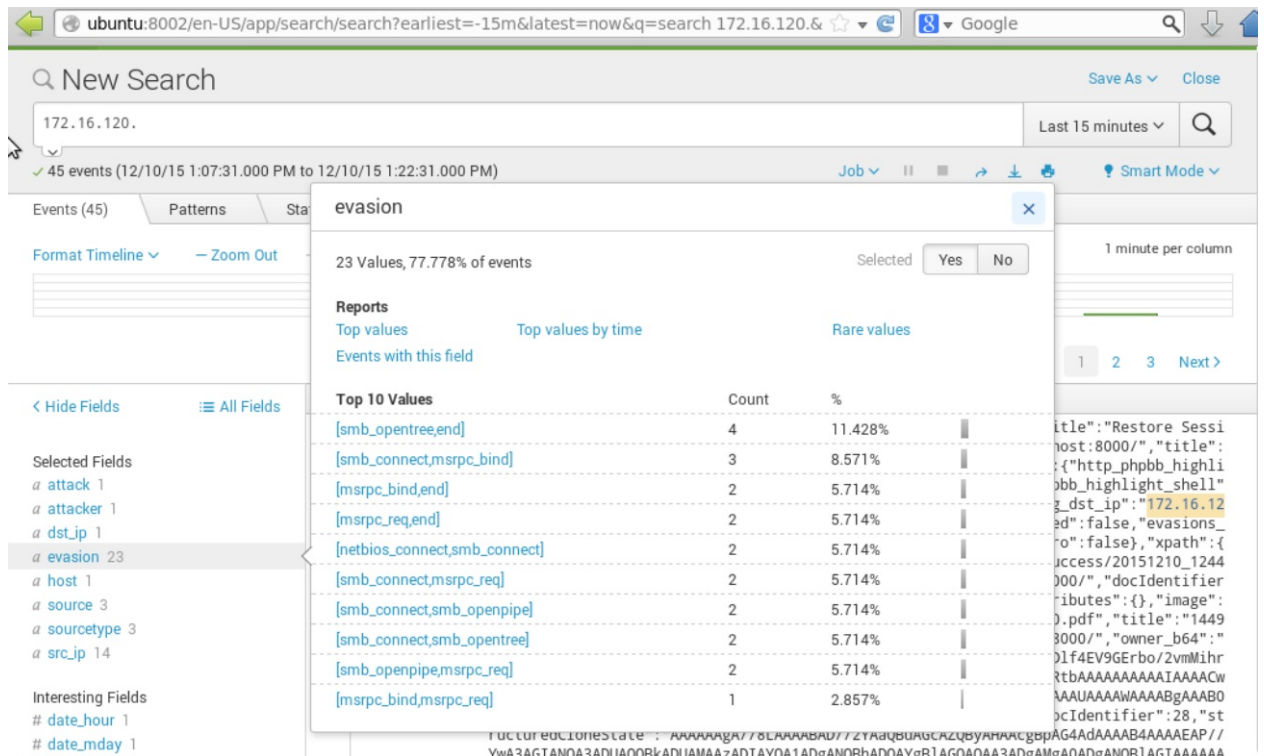 ubuntu:8002/en-US/app/search/search?earliest=-15m&latest=now&q=search 172.16.120.& Google
New Search
Save As Close
172.16.120.
Last 15 minutes
45 events (12/10/15 1:07:31.000 PM to 12/10/15 1:22:31.000 PM)
Job Smart Mode
Events (45) Patterns Sta
Format Timeline — Zoom Out
1 minute per column
1 2 3 Next >
< Hide Fields All Fields
Selected Fields
a attack 1
a attacker 1
a dst_ip 1
a evasion 23
a host 1
a source 3
a sourcetype 3
a src_ip 14
Interesting Fields
# date_hour 1
# date_mday 1
evasion
23 Values, 77.778% of events
Selected Yes No
Reports
Top values Top values by time Rare values
Events with this field
Top 10 Values Count %
[smb_opentree,end] 4 11.428%
[smb_connect,msrpc_bind] 3 8.571%
[msrpc_bind,end] 2 5.714%
[msrpc_req,end] 2 5.714%
[netbios_connect,smb_connect] 2 5.714%
[smb_connect,msrpc_req] 2 5.714%
[smb_connect,smb_openpipe] 2 5.714%
[smb_connect,smb_opentree] 2 5.714%
[smb_openpipe,msrpc_req] 2 5.714%
[msrpc_bind,msrpc_req] 1 2.857%
itle":"Restore Sessi
host:8000/","title":
:{"http_phpbb_highli
bb_highlight_shell"
g_dst_ip":"172.16.12
ed":false,"evasions_
ro":false},"xpath":{
uccess/20151210_1244
000/","docIdentifier
ributes":{},"image":
0.pdf","title":"1449
8000/","owner_b64":"
Dlf4EV9GErbo/2vmMihr
RtbAAAAAAAAAAIAAAACw
AAAUAAAAWAAAABgAAABO
ocIdentifier":28,"st